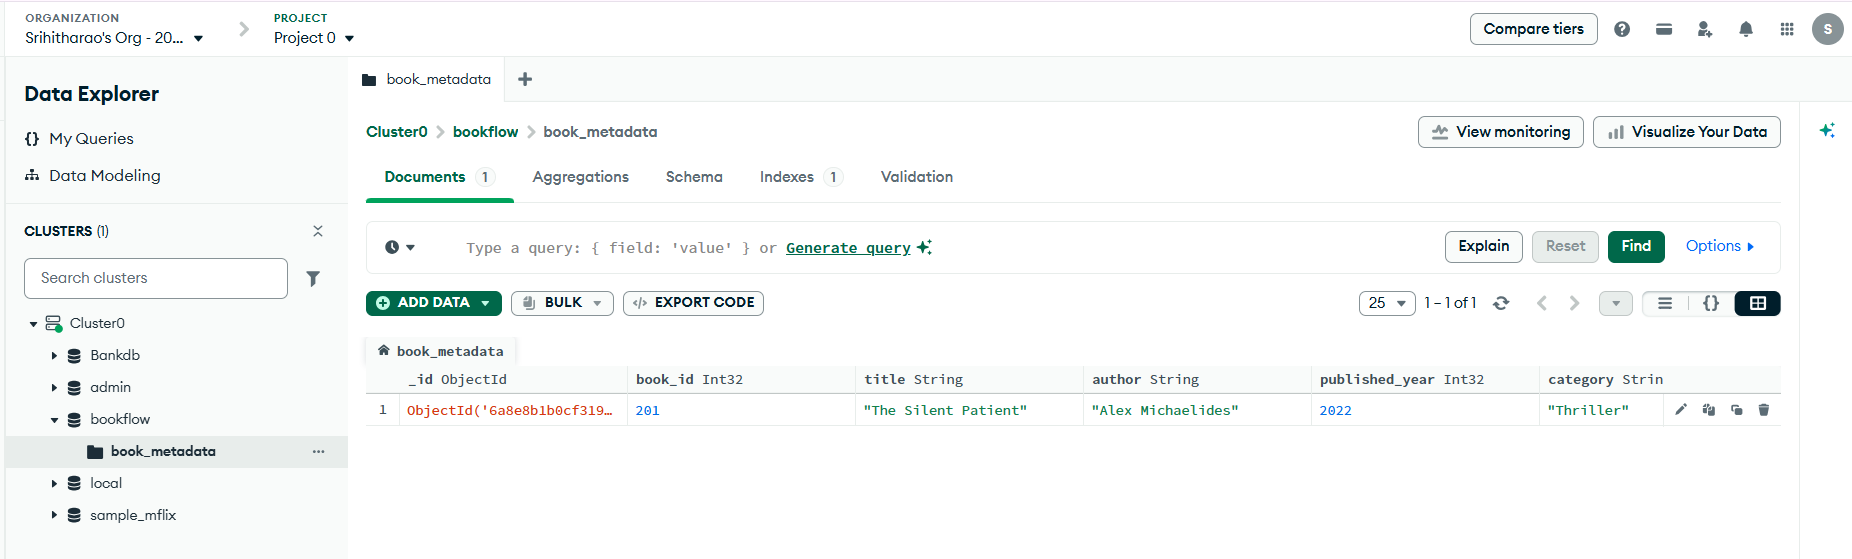 ORGANIZATION
Srihitharao's Org - 20...
PROJECT
Project 0
Compare tiers
S
Data Explorer
{} My Queries
Data Modeling
CLUSTERS (1)
Search clusters
Cluster0
Bankdb
admin
bookflow
book_metadata
local
sample_mflix
book_metadata
Cluster0 > bookflow > book_metadata
View monitoring
Visualize Your Data
Documents 1 Aggregations Schema Indexes 1 Validation
Type a query: { field: 'value' } or Generate query
Explain Reset Find Options
ADD DATA BULK </> EXPORT CODE
25 1 – 1 of 1 {}
book_metadata
_id ObjectId book_id Int32 title String author String published_year Int32 category Strin
1 ObjectId('6a8e8b1b0cf319… 201 "The Silent Patient" "Alex Michaelides" 2022 "Thriller"